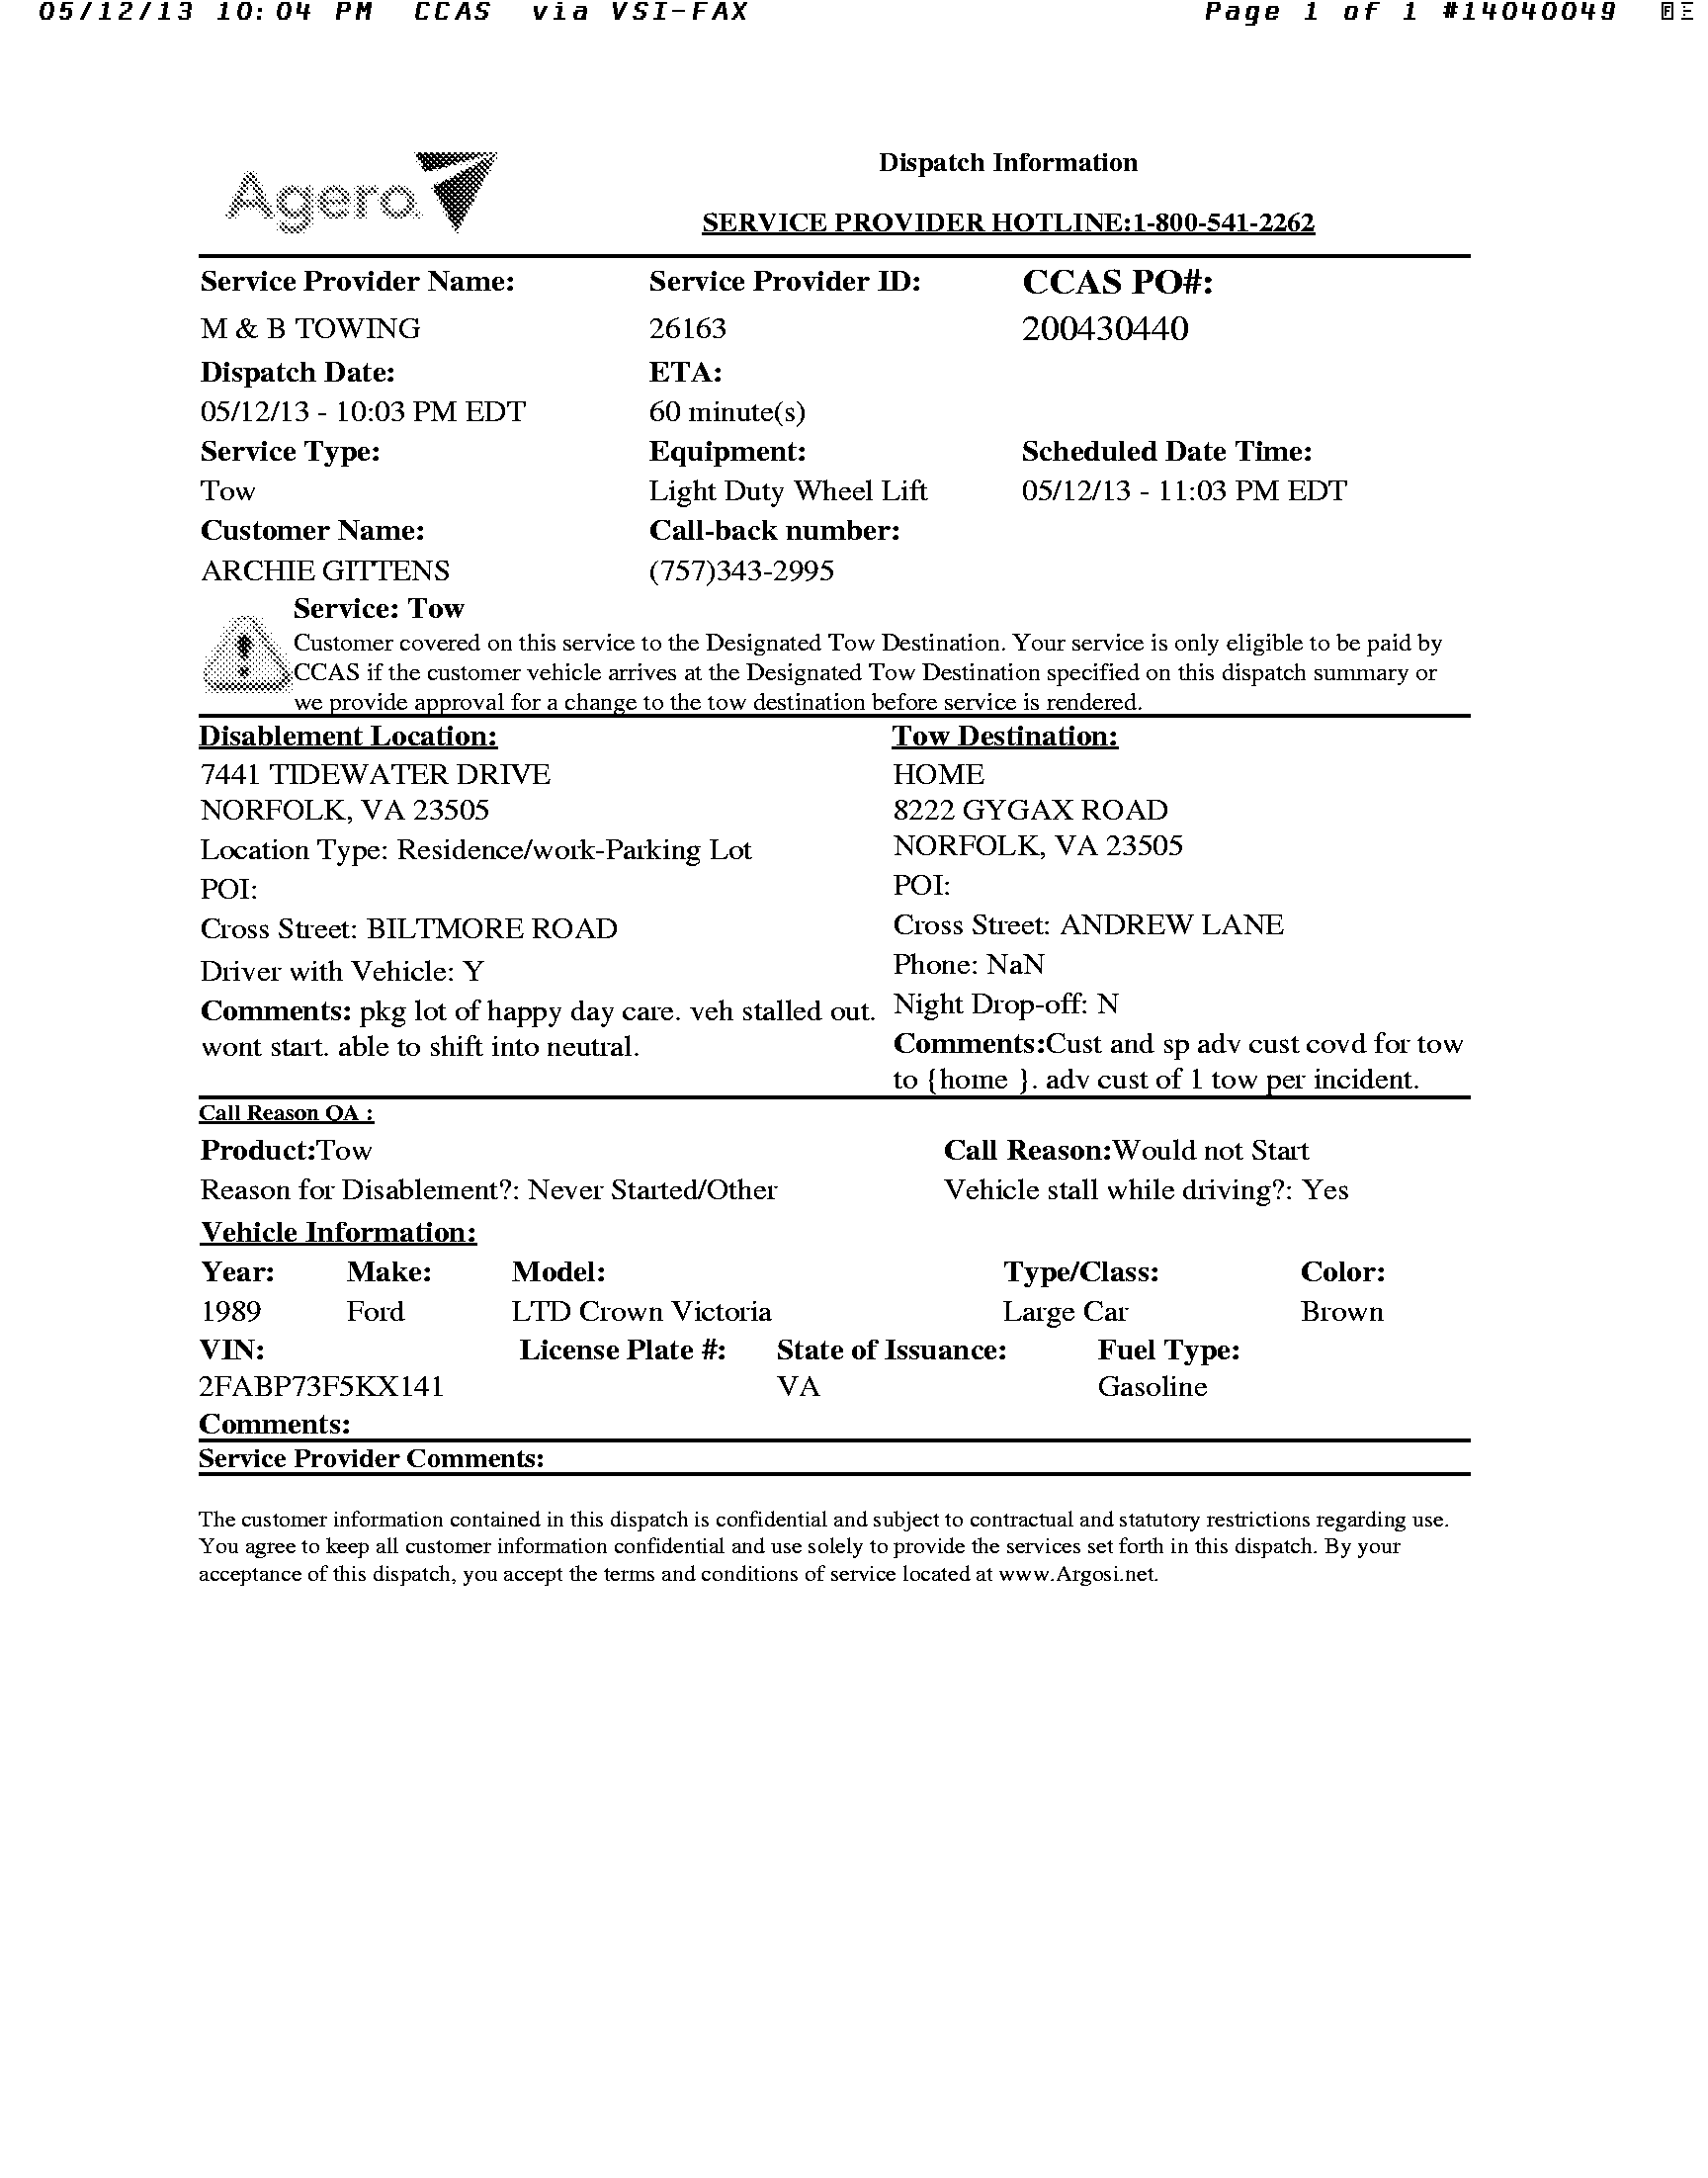 05/12/13 10:04 PM CCAS via VSI-FAX Page 1 of 1 #14040049
Agero
Dispatch Information
SERVICE PROVIDER HOTLINE:1-800-541-2262
Service Provider Name: Service Provider ID: CCAS PO#:
M & B TOWING 26163 200430440
Dispatch Date: ETA:
05/12/13 - 10:03 PM EDT 60 minute(s)
Service Type: Equipment: Scheduled Date Time:
Tow Light Duty Wheel Lift 05/12/13 - 11:03 PM EDT
Customer Name: Call-back number:
ARCHIE GITTENS (757)343-2995
Service: Tow
Customer covered on this service to the Designated Tow Destination. Your service is only eligible to be paid by
CCAS if the customer vehicle arrives at the Designated Tow Destination specified on this dispatch summary or
we provide approval for a change to the tow destination before service is rendered.
Disablement Location:
7441 TIDEWATER DRIVE
NORFOLK, VA 23505
Location Type: Residence/work-Parking Lot
POI:
Cross Street: BILTMORE ROAD
Driver with Vehicle: Y
Comments: pkg lot of happy day care. veh stalled out.
wont start. able to shift into neutral.
Tow Destination:
HOME
8222 GYGAX ROAD
NORFOLK, VA 23505
POI:
Cross Street: ANDREW LANE
Phone: NaN
Night Drop-off: N
Comments:Cust and sp adv cust covd for tow
to {home }. adv cust of 1 tow per incident.
Call Reason QA :
Product:Tow Call Reason:Would not Start
Reason for Disablement?: Never Started/Other Vehicle stall while driving?: Yes
Vehicle Information:
Year: Make: Model: Type/Class: Color:
1989 Ford LTD Crown Victoria Large Car Brown
VIN: License Plate #: State of Issuance: Fuel Type:
2FABP73F5KX141 VA Gasoline
Comments:
Service Provider Comments:
The customer information contained in this dispatch is confidential and subject to contractual and statutory restrictions regarding use.
You agree to keep all customer information confidential and use solely to provide the services set forth in this dispatch. By your
acceptance of this dispatch, you accept the terms and conditions of service located at www.Argosi.net.